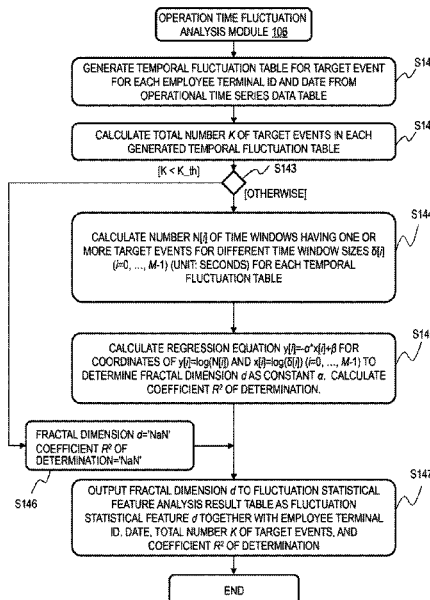 OPERATION TIME FLUCTUATION
ANALYSIS MODULE 106
GENERATE TEMPORAL FLUCTUATION TABLE FOR TARGET EVENT
FOR EACH EMPLOYEE TERMINAL ID AND DATE FROM
OPERATIONAL TIME SERIES DATA TABLE
S14
CALCULATE TOTAL NUMBER K OF TARGET EVENTS IN EACH
GENERATED TEMPORAL FLUCTUATION TABLE
S14
[K < K_th]
S143
[OTHERWISE]
CALCULATE NUMBER N[i] OF TIME WINDOWS HAVING ONE OR
MORE TARGET EVENTS FOR DIFFERENT TIME WINDOW SIZES δ[i]
(i=0, ..., M-1) (UNIT: SECONDS) FOR EACH TEMPORAL
FLUCTUATION TABLE
S144
CALCULATE REGRESSION EQUATION y[i]=-α*x[i]+β FOR
COORDINATES OF y[i]=log(N[i]) AND x[i]=log(δ[i]) (i=0, ..., M-1) TO
DETERMINE FRACTAL DIMENSION d AS CONSTANT α. CALCULATE
COEFFICIENT R² OF DETERMINATION.
S14
FRACTAL DIMENSION d='NaN'
COEFFICIENT R² OF
DETERMINATION='NaN'
S146
OUTPUT FRACTAL DIMENSION d TO FLUCTUATION STATISTICAL
FEATURE ANALYSIS RESULT TABLE AS FLUCTUATION
STATISTICAL FEATURE d TOGETHER WITH EMPLOYEE TERMINAL
ID, DATE, TOTAL NUMBER K OF TARGET EVENTS, AND
COEFFICIENT R² OF DETERMINATION
S147
END